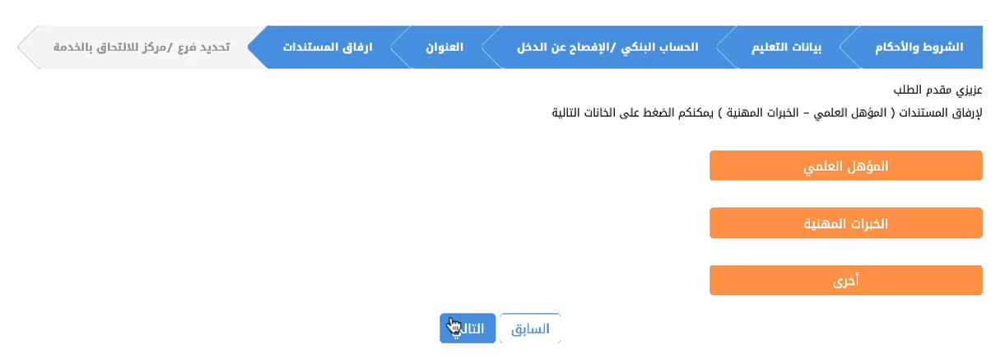 الشروط والأحكام
بيانات التعليم
الحساب البنكي /الإفصاح عن الدخل
العنوان
ارفاق المستندات
تحديد فرع /مركز للالتحاق بالخدمة
عزيزي مقدم الطلب
لإرفاق المستندات ( المؤهل العلمي – الخبرات المهنية ) يمكنكم الضغط على الخانات التالية
المؤهل العلمي
الخبرات المهنية
أخرى
السابق
التالي